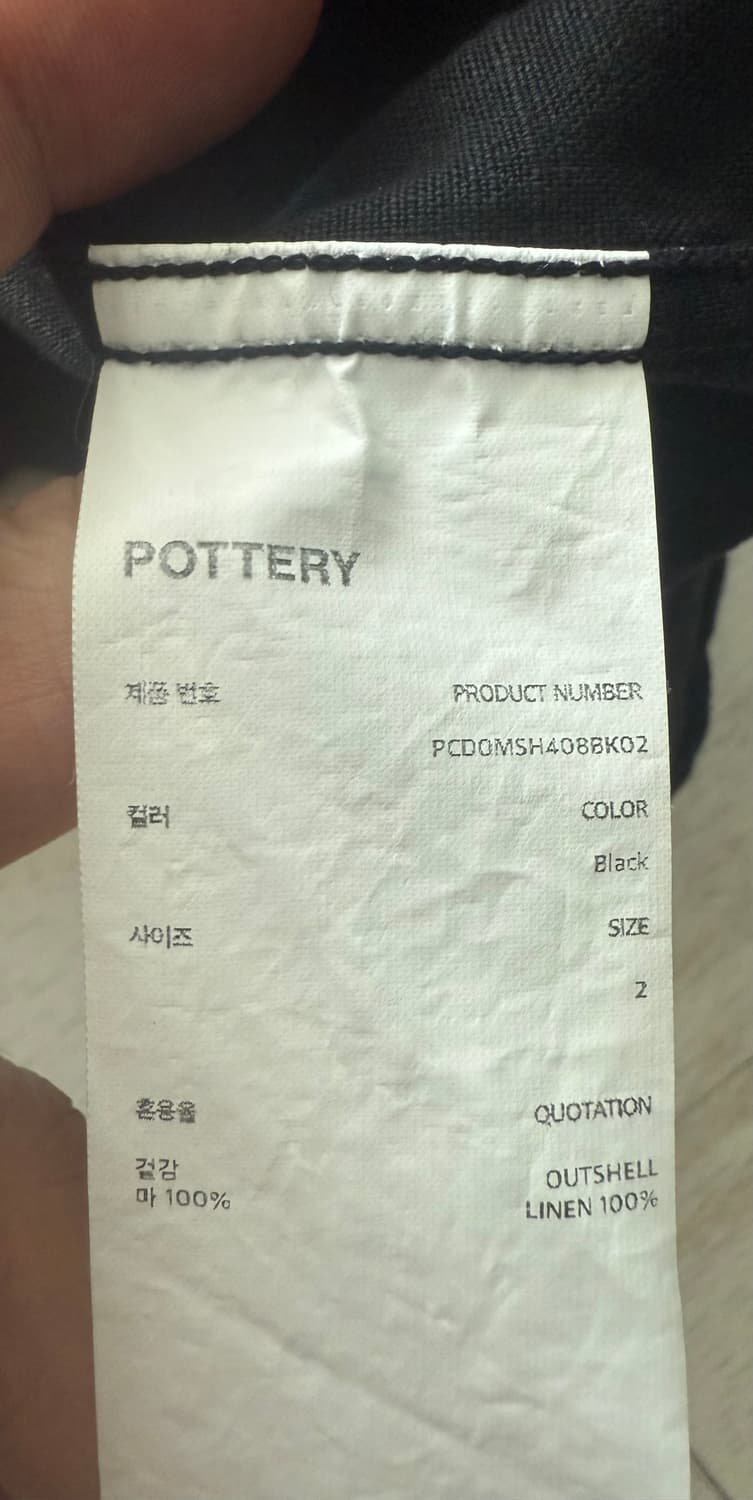 POTTERY
제품 번호 PRODUCT NUMBER
PCDOMSH408BK02
컬러 COLOR
Black
사이즈 SIZE
2
혼용율 QUOTATION
겉감 OUTSHELL
마 100% LINEN 100%